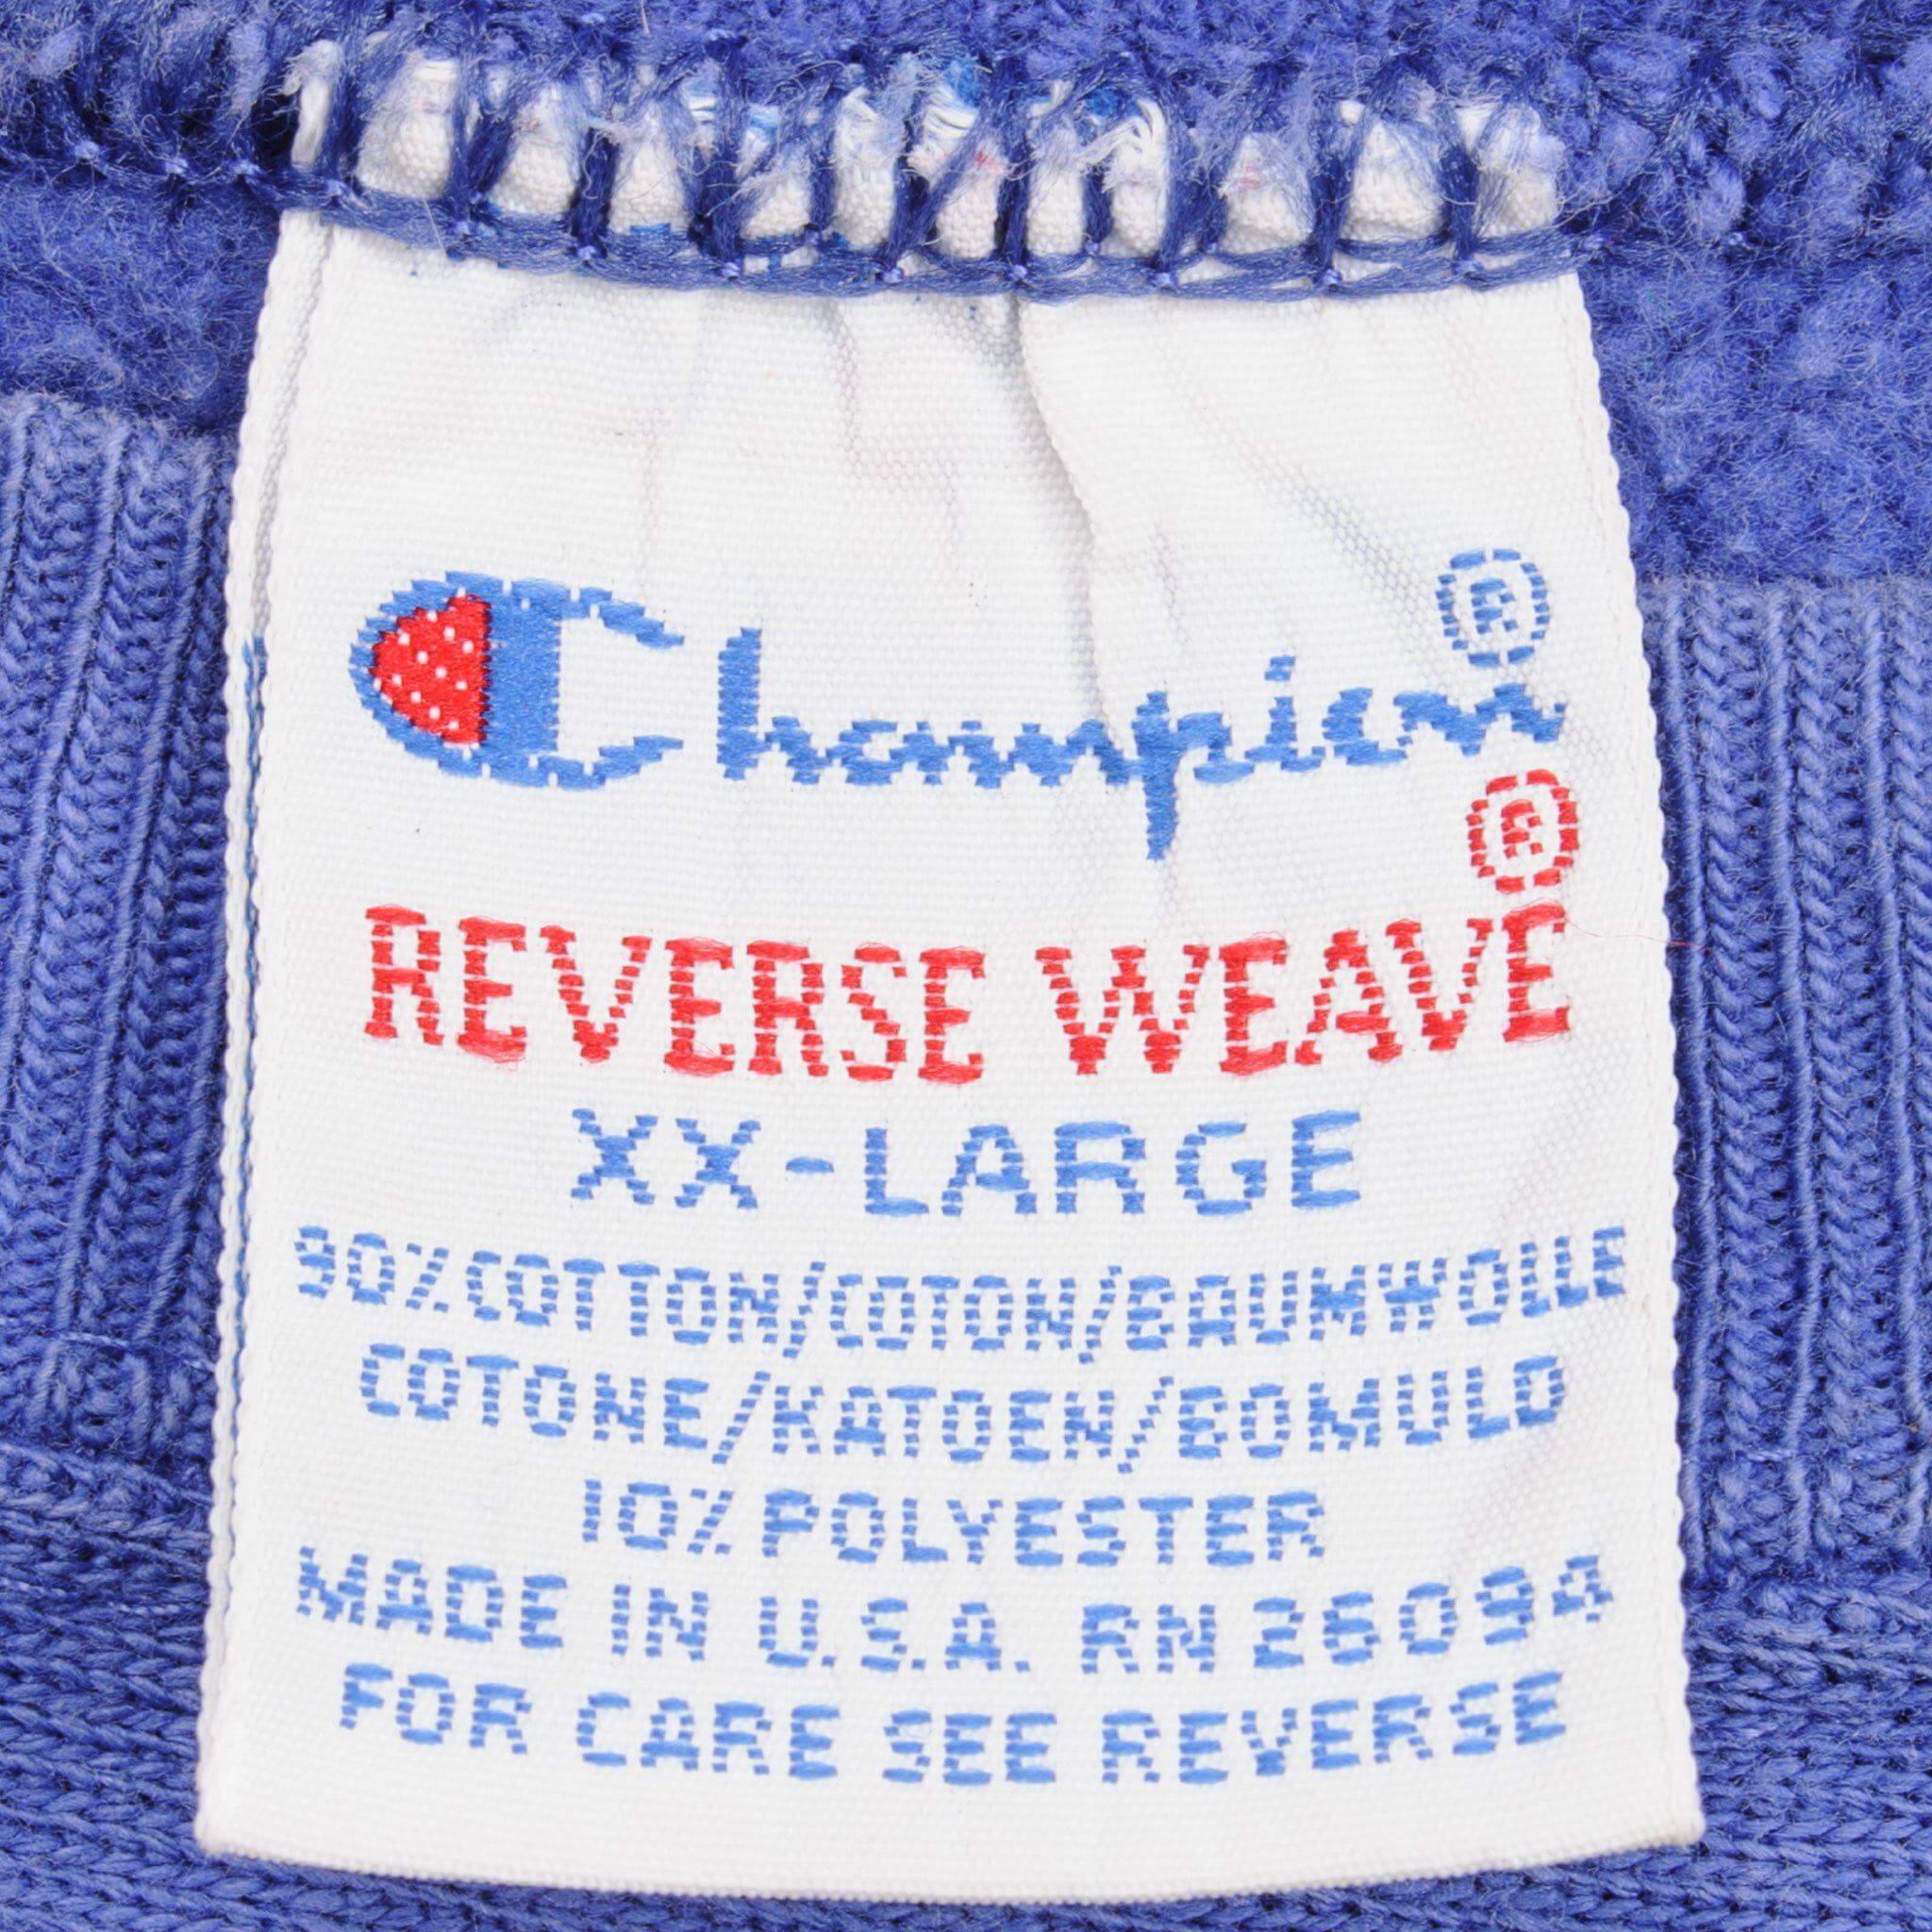 Champion®
REVERSE WEAVE®
XX-LARGE
90% COTTON/COTON/BAUMWOLLE
COTONE/KATOEN/BOMULD
10% POLYESTER
MADE IN U.S.A. RN 26094
FOR CARE SEE REVERSE